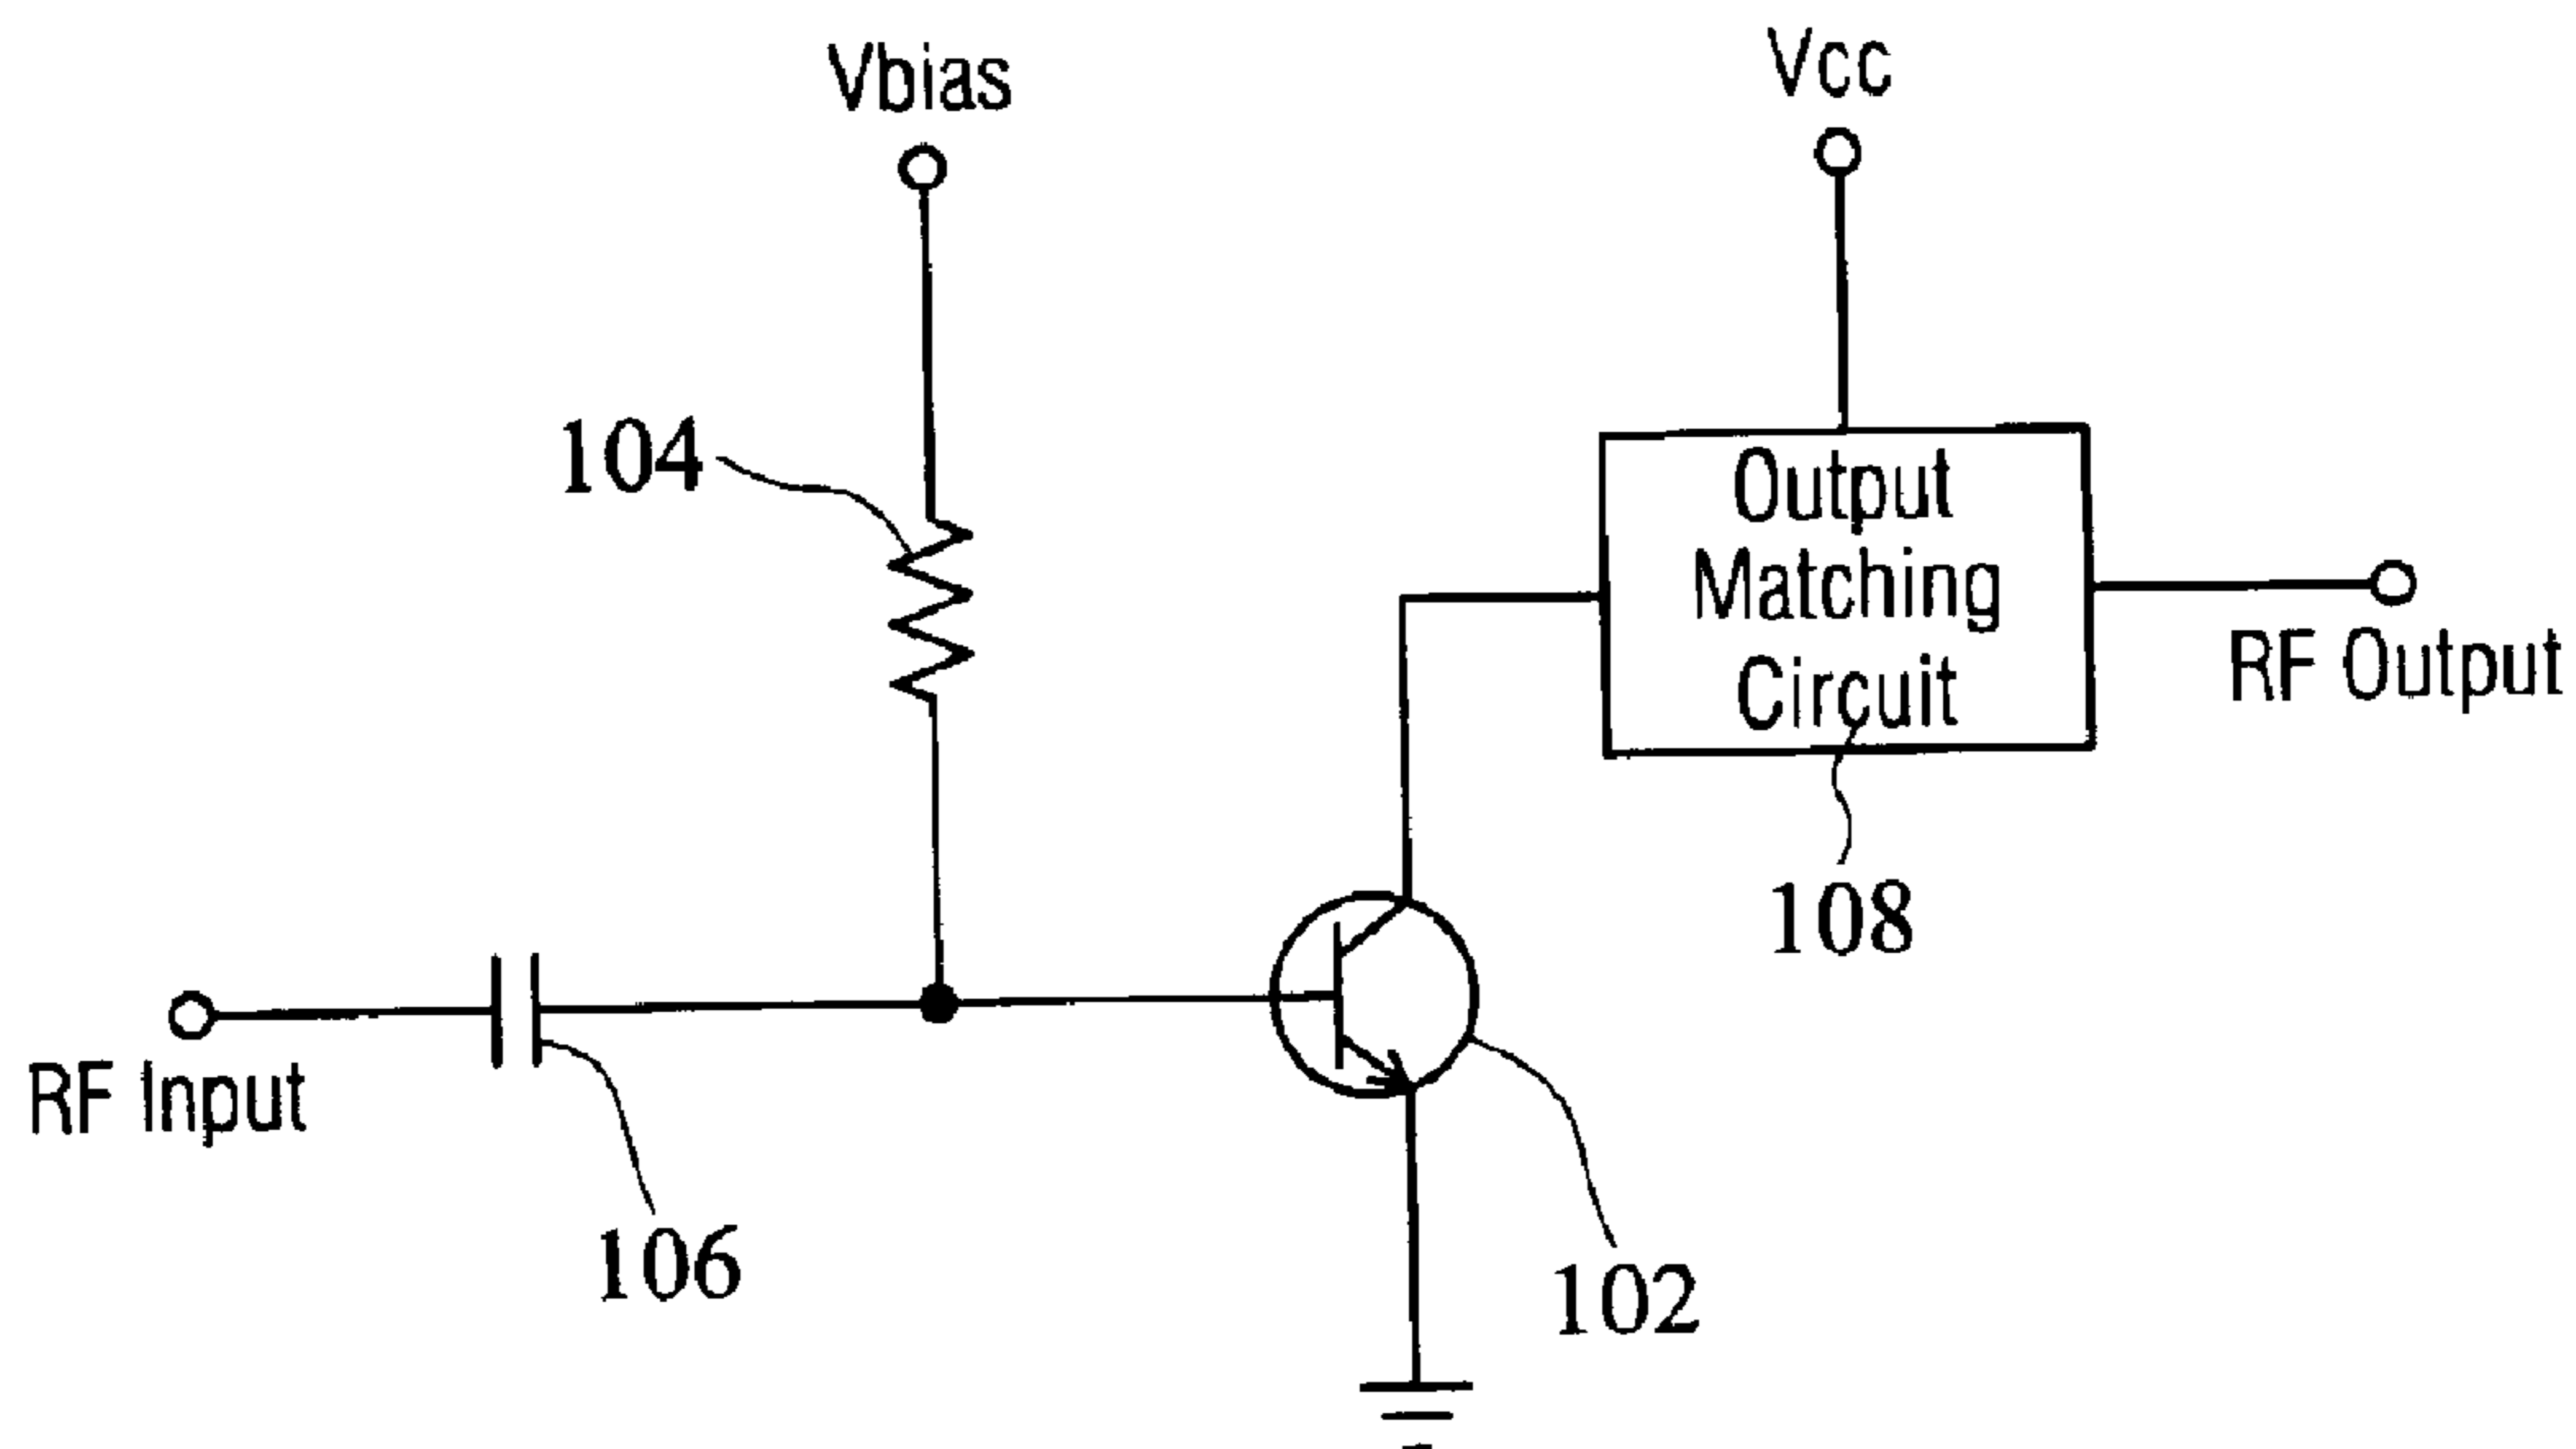 Vbias
Vcc
104
Output
Matching
Circuit
RF Output
108
RF Input
106
102